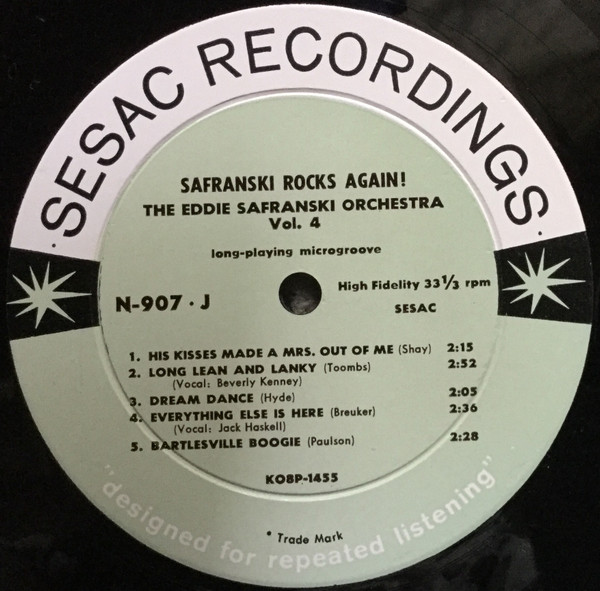 · SESAC RECORDINGS ·
SAFRANSKI ROCKS AGAIN!
THE EDDIE SAFRANSKI ORCHESTRA
Vol. 4
long-playing microgroove
N-907 · J
High Fidelity 33 1/3 rpm
SESAC
1. HIS KISSES MADE A MRS. OUT OF ME (Shay) 2:15
2. LONG LEAN AND LANKY (Toombs) 2:52
(Vocal: Beverly Kenney)
3. DREAM DANCE (Hyde) 2:05
4. EVERYTHING ELSE IS HERE (Breuker) 2:36
(Vocal: Jack Haskell)
5. BARTLESVILLE BOOGIE (Paulson) 2:28
KO8P-1455
"designed for repeated listening"
* Trade Mark